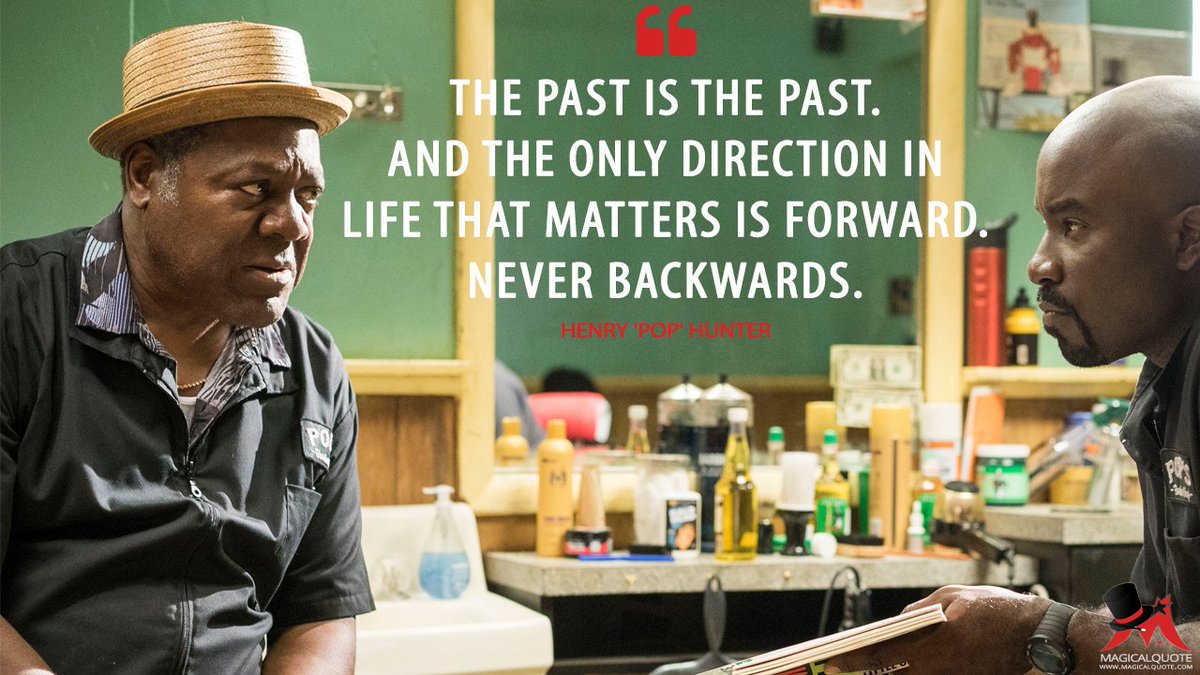 THE PAST IS THE PAST.
AND THE ONLY DIRECTION IN
LIFE THAT MATTERS IS FORWARD.
NEVER BACKWARDS.
HENRY 'POP' HUNTER
POP'S
MAGICALQUOTE
WWW.MAGICALQUOTE.COM